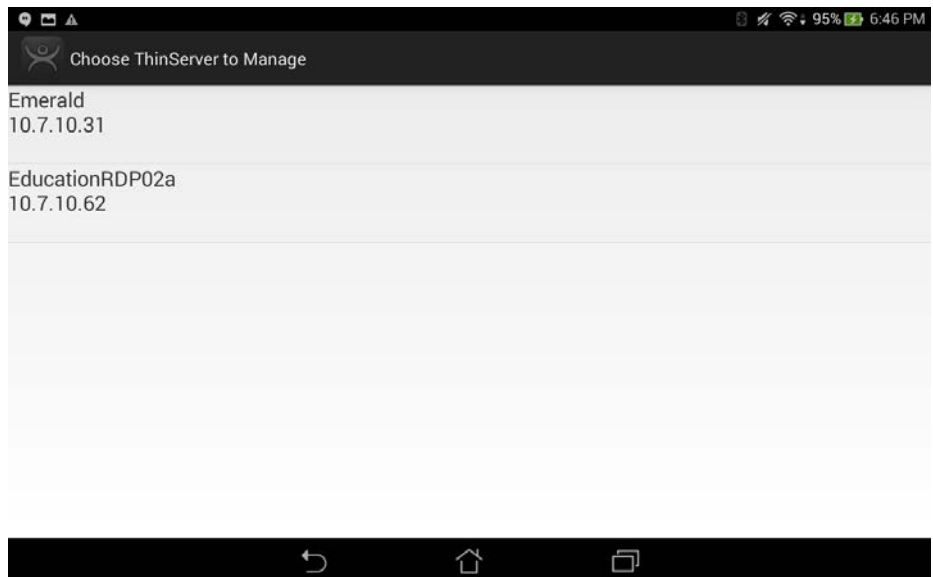 95% 6:46 PM
Choose ThinServer to Manage
Emerald
10.7.10.31
EducationRDP02a
10.7.10.62